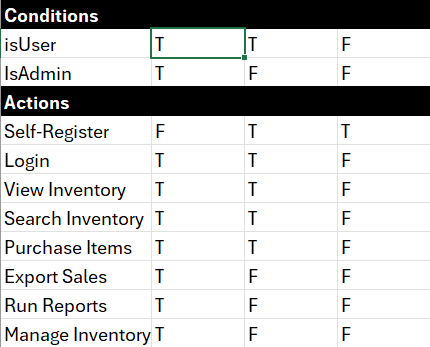 Conditions
isUser T T F
IsAdmin T F F
Actions
Self-Register F T T
Login T T F
View Inventory T T F
Search Inventory T T F
Purchase Items T T F
Export Sales T F F
Run Reports T F F
Manage Inventory T F F